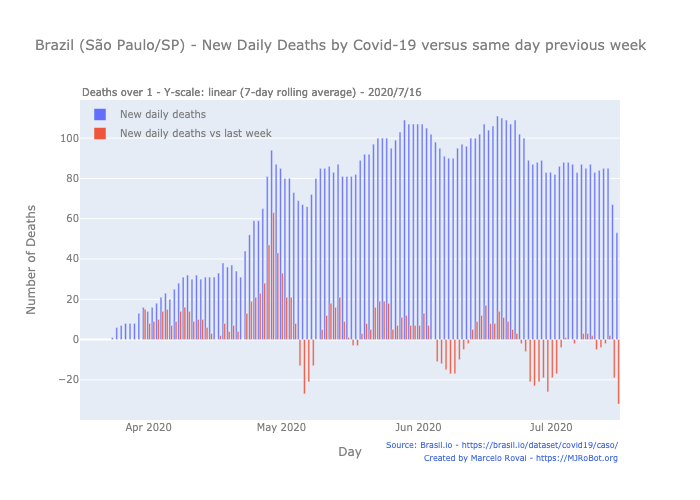 Brazil (São Paulo/SP) - New Daily Deaths by Covid-19 versus same day previous week
Deaths over 1 - Y-scale: linear (7-day rolling average) - 2020/7/16
New daily deaths
New daily deaths vs last week
Number of Deaths
100
80
60
40
20
0
−20
Apr 2020 May 2020 Jun 2020 Jul 2020
Day
Source: Brasil.io - https://brasil.io/dataset/covid19/caso/
Created by Marcelo Rovai - https://MJRoBot.org